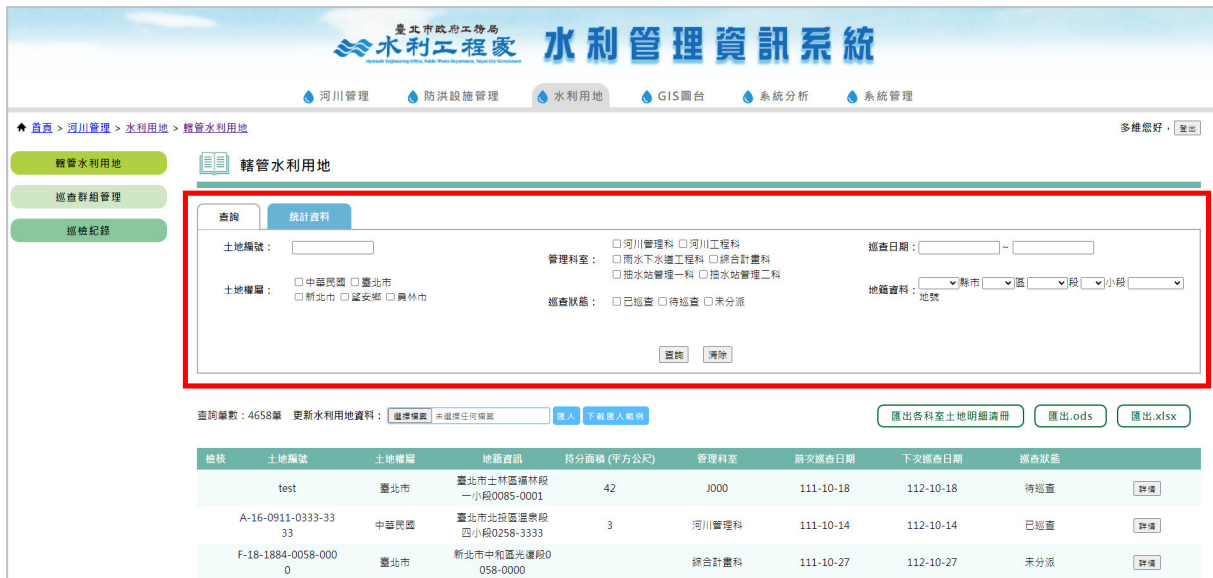 臺北市政府工務局
水利工程處 水利管理資訊系統
Hydraulic Engineering Office, Public Works Department, Taipei City Government
河川管理 防洪設施管理 水利用地 GIS圖台 系統分析 系統管理
首頁 > 河川管理 > 水利用地 > 轄管水利用地 多維您好, 登出
轄管水利用地
巡查群組管理
巡檢紀錄
轄管水利用地
查詢 統計資料
土地編號：
土地權屬： 中華民國 臺北市
新北市 望安鄉 員林市
管理科室： 河川管理科 河川工程科
雨水下水道工程科 綜合計畫科
抽水站管理一科 抽水站管理二科
巡查狀態： 已巡查 待巡查 未分派
巡查日期： ~
地籍資料： 縣市 區 段 小段
地號
查詢 清除
查詢筆數：4658筆 更新水利用地資料： 選擇檔案 未選擇任何檔案 匯入 下載匯入範例 匯出各科室土地明細清冊 匯出.ods 匯出.xlsx
檢核 土地編號 土地權屬 地籍資訊 持分面積 (平方公尺) 管理科室 前次巡查日期 下次巡查日期 巡查狀態
test 臺北市 臺北市士林區福林段一小段0085-0001 42 J000 111-10-18 112-10-18 待巡查 詳情
A-16-0911-0333-3333 中華民國 臺北市北投區溫泉段四小段0258-3333 3 河川管理科 111-10-14 112-10-14 已巡查 詳情
F-18-1884-0058-0000 臺北市 新北市中和區光復段0058-0000 綜合計畫科 111-10-27 112-10-27 未分派 詳情